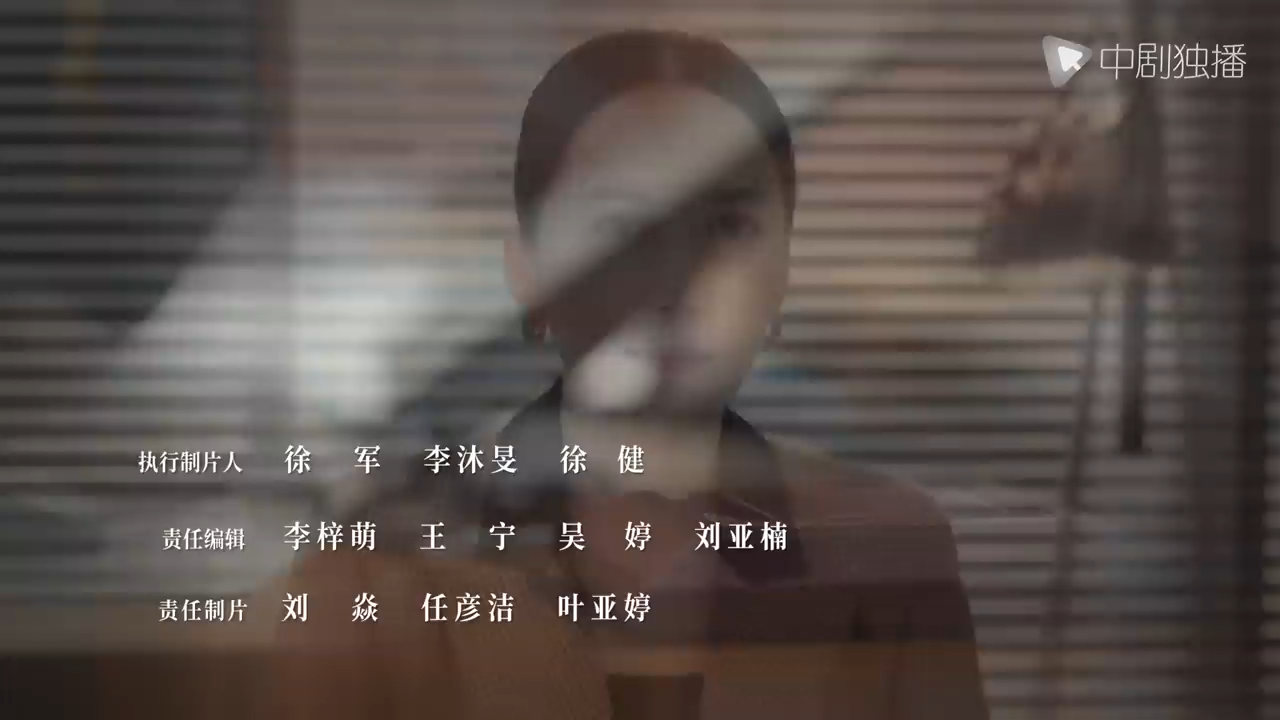 中剧独播
执行制片人 徐军 李沐旻 徐健
责任编辑 李梓萌 王宁 吴婷 刘亚楠
责任制片 刘焱 任彦洁 叶亚婷